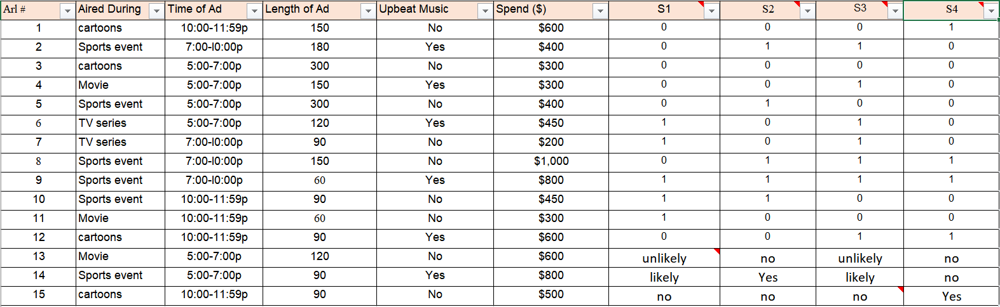 Arl # Aired During Time of Ad Length of Ad Upbeat Music Spend ($) S1 S2 S3 S4
1 cartoons 10:00-11:59p 150 No $600 0 0 0 1
2 Sports event 7:00-l0:00p 180 Yes $400 0 1 1 0
3 cartoons 5:00-7:00p 300 No $300 0 0 0 0
4 Movie 5:00-7:00p 150 Yes $300 0 0 1 0
5 Sports event 5:00-7:00p 300 No $400 0 1 0 0
6 TV series 5:00-7:00p 120 Yes $450 1 0 1 0
7 TV series 7:00-l0:00p 90 No $200 1 0 1 0
8 Sports event 7:00-l0:00p 150 No $1,000 0 1 1 1
9 Sports event 7:00-l0:00p 60 Yes $800 1 1 1 1
10 Sports event 10:00-11:59p 90 No $450 1 1 0 0
11 Movie 10:00-11:59p 60 No $300 1 0 0 0
12 cartoons 10:00-11:59p 90 Yes $600 0 0 1 1
13 Movie 5:00-7:00p 120 No $600 unlikely no unlikely no
14 Sports event 5:00-7:00p 90 Yes $800 likely Yes likely no
15 cartoons 10:00-11:59p 90 No $500 no no no Yes